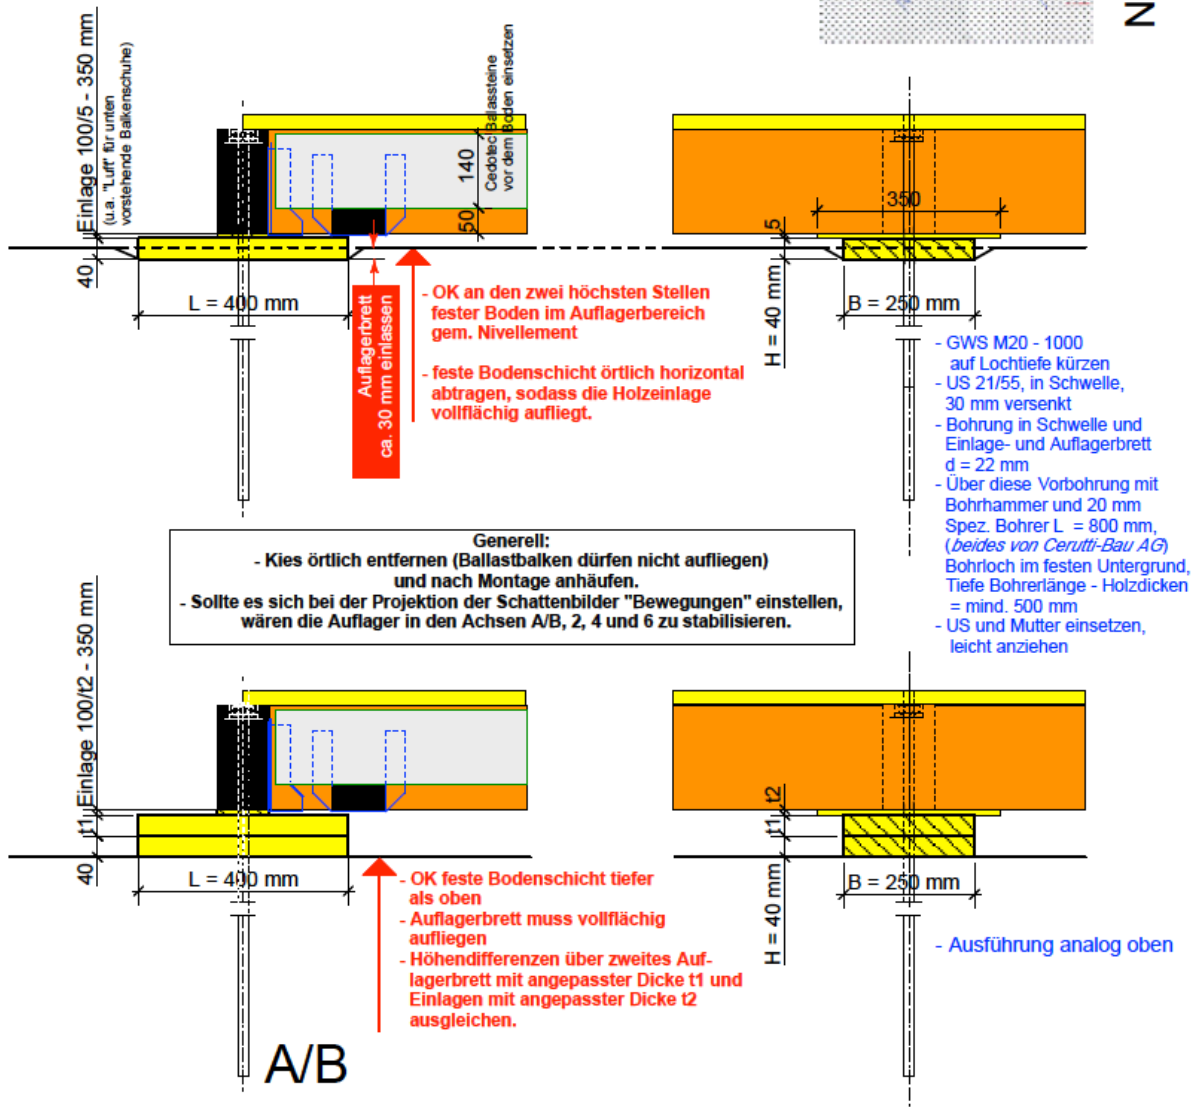 N
Einlage 100/5 - 350 mm
(u.a. "Luft" für unten
vorstehende Balkenschuhe)
40
L = 400 mm
140
50
Cedotec Ballassteine
vor dem Boden einsetzen
Auflagerbrett
ca. 30 mm einlassen
- OK an den zwei höchsten Stellen
fester Boden im Auflagerbereich
gem. Nivellement
- feste Bodenschicht örtlich horizontal
abtragen, sodass die Holzeinlage
vollflächig aufliegt.
350
5
H = 40 mm
B = 250 mm
- GWS M20 - 1000
auf Lochtiefe kürzen
- US 21/55, in Schwelle,
30 mm versenkt
- Bohrung in Schwelle und
Einlage- und Auflagerbrett
d = 22 mm
- Über diese Vorbohrung mit
Bohrhammer und 20 mm
Spez. Bohrer L = 800 mm,
(beides von Cerutti-Bau AG)
Bohrloch im festen Untergrund,
Tiefe Bohrerlänge - Holzdicken
= mind. 500 mm
- US und Mutter einsetzen,
leicht anziehen
Generell:
- Kies örtlich entfernen (Ballastbalken dürfen nicht aufliegen)
und nach Montage anhäufen.
- Sollte es sich bei der Projektion der Schattenbilder "Bewegungen" einstellen,
wären die Auflager in den Achsen A/B, 2, 4 und 6 zu stabilisieren.
Einlage 100/t2 - 350 mm
t1
40
L = 400 mm
- OK feste Bodenschicht tiefer
als oben
- Auflagerbrett muss vollflächig
aufliegen
- Höhendifferenzen über zweites Auf-
lagerbrett mit angepasster Dicke t1 und
Einlagen mit angepasster Dicke t2
ausgleichen.
A/B
t2
t1
H = 40 mm
B = 250 mm
- Ausführung analog oben